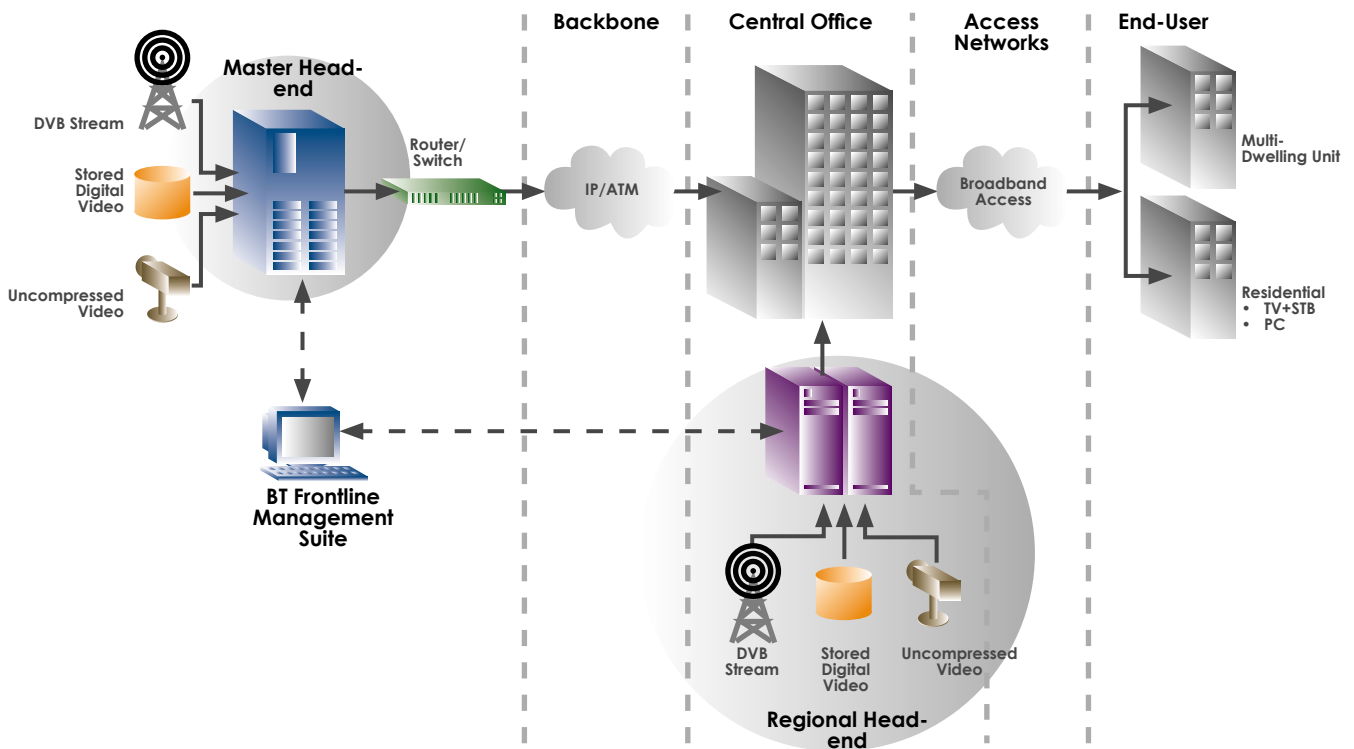 Backbone
Central Office
Access
Networks
End-User
Master Head-
end
DVB Stream
Stored
Digital
Video
Uncompressed
Video
Router/
Switch
IP/ATM
Broadband
Access
Multi-
Dwelling Unit
Residential
• TV+STB
• PC
BT Frontline
Management
Suite
DVB
Stream
Stored
Digital
Video
Uncompressed
Video
Regional Head-
end